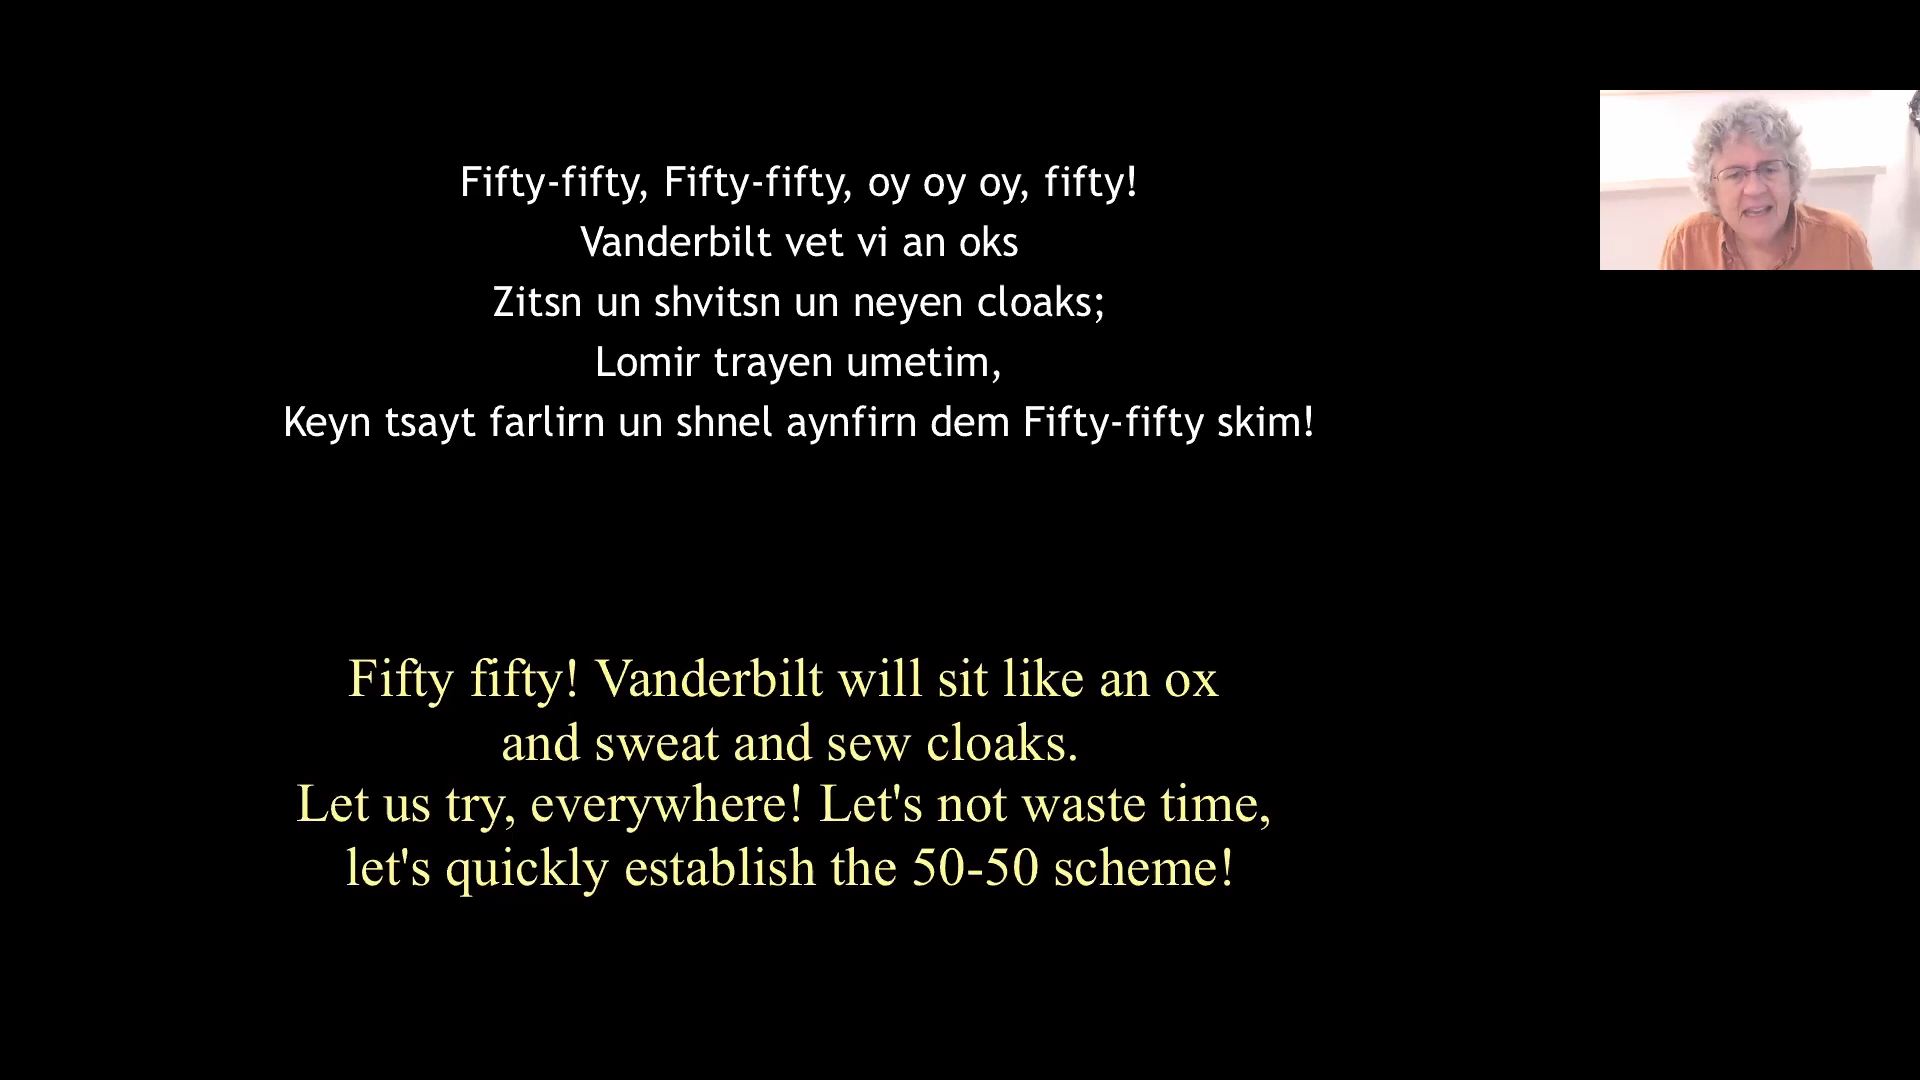 Fifty-fifty, Fifty-fifty, oy oy oy, fifty!
Vanderbilt vet vi an oks
Zitsn un shvitsn un neyen cloaks;
Lomir trayen umetim,
Keyn tsayt farlirn un shnel aynfirn dem Fifty-fifty skim!
Fifty fifty! Vanderbilt will sit like an ox
and sweat and sew cloaks.
Let us try, everywhere! Let's not waste time,
let's quickly establish the 50-50 scheme!